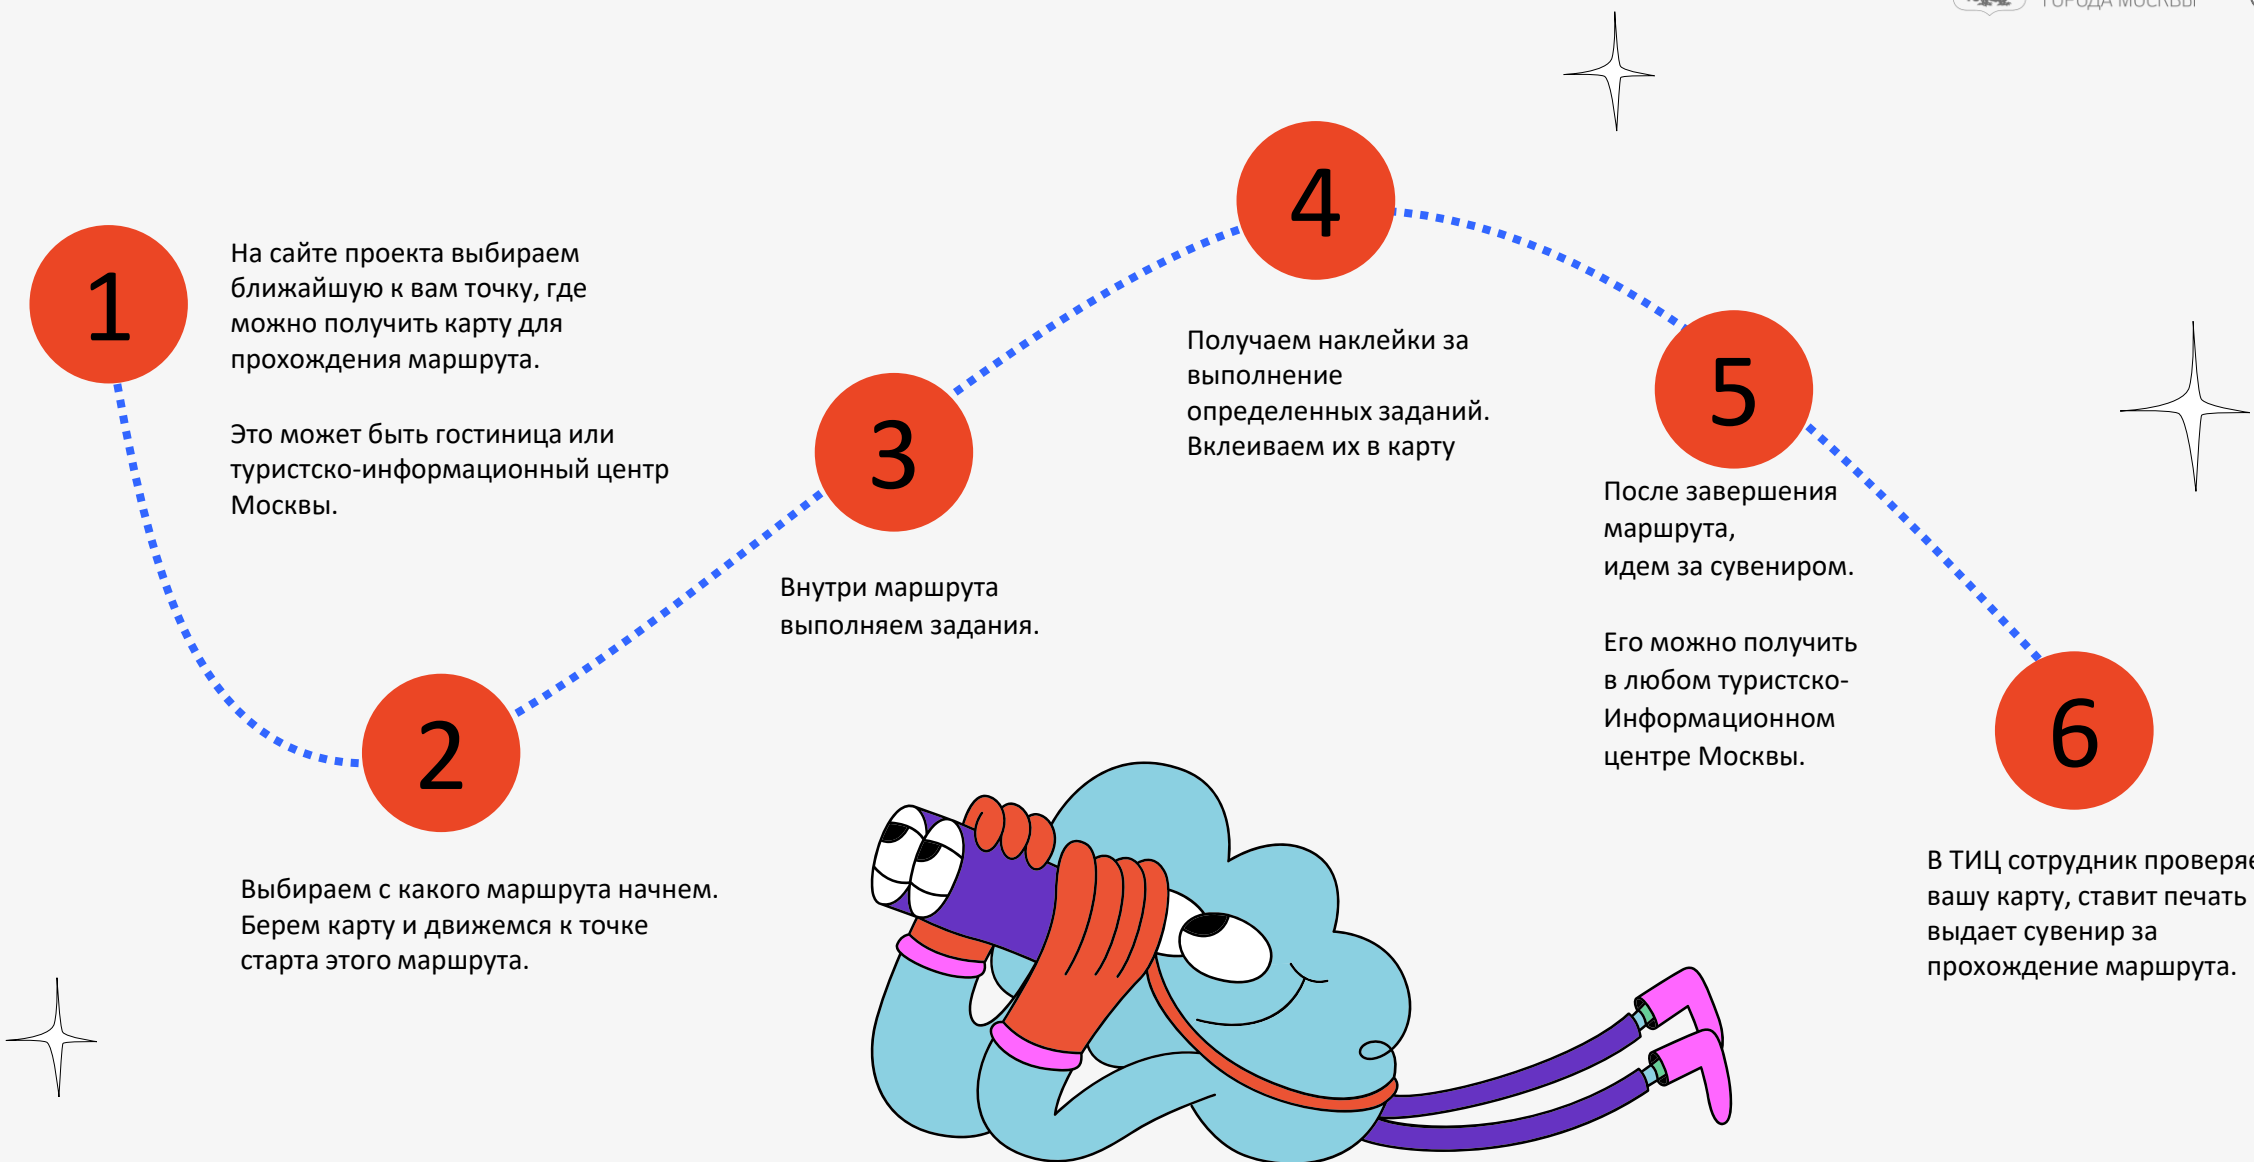 ГОРОДА МОСКВЫ
1
На сайте проекта выбираем
ближайшую к вам точку, где
можно получить карту для
прохождения маршрута.
Это может быть гостиница или
туристско-информационный центр
Москвы.
2
Выбираем с какого маршрута начнем.
Берем карту и движемся к точке
старта этого маршрута.
3
Внутри маршрута
выполняем задания.
4
Получаем наклейки за
выполнение
определенных заданий.
Вклеиваем их в карту
5
После завершения
маршрута,
идем за сувениром.
Его можно получить
в любом туристско-
Информационном
центре Москвы.
6
В ТИЦ сотрудник проверяе
вашу карту, ставит печать
выдает сувенир за
прохождение маршрута.